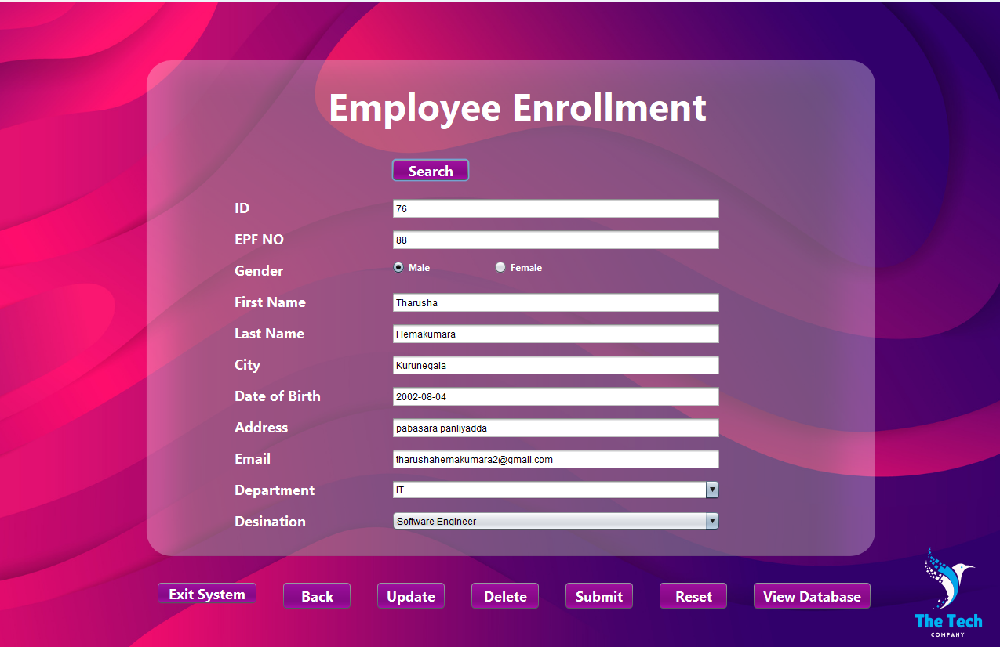 Employee Enrollment
Search
ID 76
EPF NO 88
Gender Male Female
First Name Tharusha
Last Name Hemakumara
City Kurunegala
Date of Birth 2002-08-04
Address pabasara panliyadda
Email tharushahemakumara2@gmail.com
Department IT
Desination Software Engineer
Exit System Back Update Delete Submit Reset View Database
The Tech
COMPANY